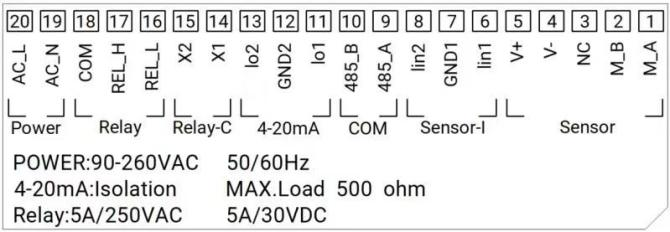 20 19 18 17 16 15 14 13 12 11 10 9 8 7 6 5 4 3 2 1
AC_L AC_N COM REL_H REL_L X2 X1 Io2 GND2 Io1 485_B 485_A Iin2 GND1 Iin1 V+ V- NC M_B M_A
Power Relay Relay-C 4-20mA COM Sensor-I Sensor
POWER:90-260VAC 50/60Hz
4-20mA:Isolation MAX.Load 500 ohm
Relay:5A/250VAC 5A/30VDC